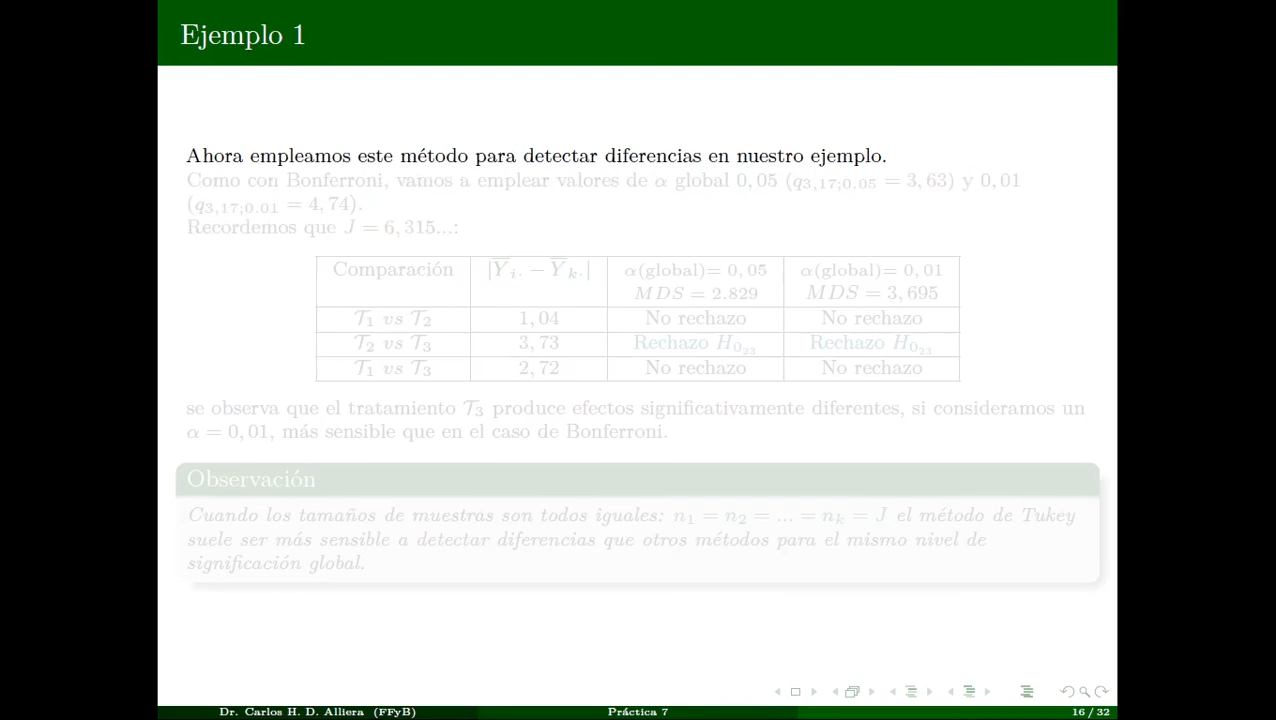 Ejemplo 1
Ahora empleamos este método para detectar diferencias en nuestro ejemplo.
Como con Bonferroni, vamos a emplear valores de α global 0, 05 (q3,17;0.05 = 3, 63) y 0, 01
(q3,17;0.01 = 4, 74).
Recordemos que J = 6, 315...:
Comparación |Y̅i· − Y̅k·| α(global)= 0, 05 α(global)= 0, 01
MDS = 2.829 MDS = 3, 695
T1 vs T2 1, 04 No rechazo No rechazo
T2 vs T3 3, 73 Rechazo H023 Rechazo H023
T1 vs T3 2, 72 No rechazo No rechazo
se observa que el tratamiento T3 produce efectos significativamente diferentes, si consideramos un
α = 0, 01, más sensible que en el caso de Bonferroni.
Observación
Cuando los tamaños de muestras son todos iguales: n1 = n2 = ... = nk = J el método de Tukey
suele ser más sensible a detectar diferencias que otros métodos para el mismo nivel de
significación global.
Dr. Carlos H. D. Alliera (FFyB) Práctica 7 16 / 32